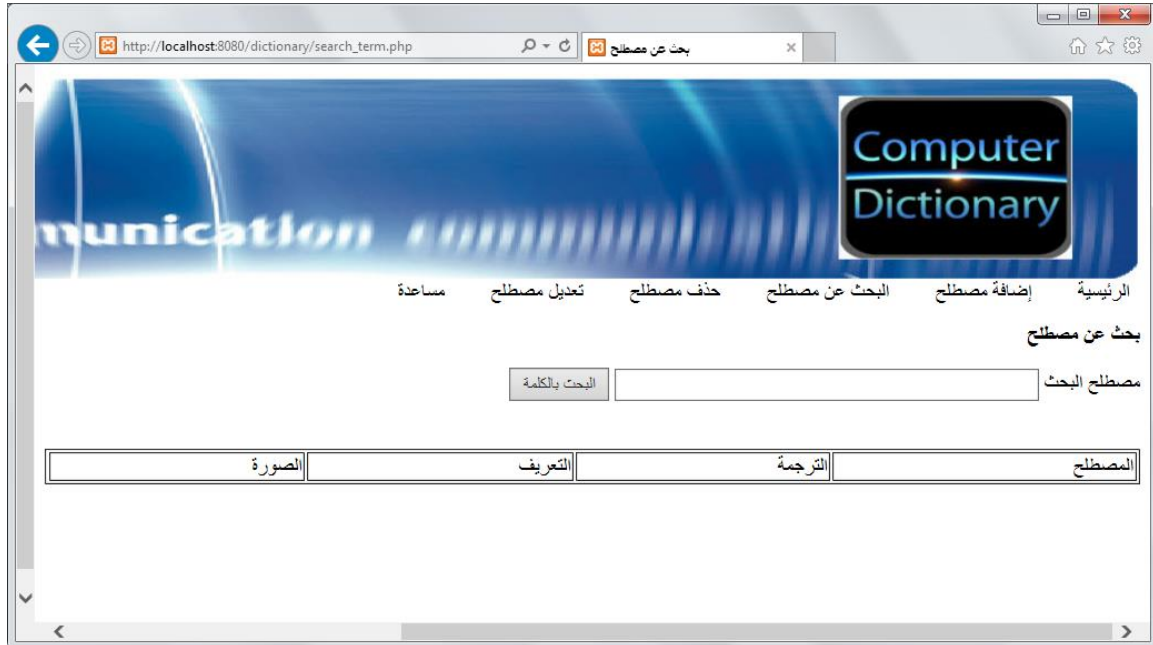 http://localhost:8080/dictionary/search_term.php
بحث عن مصطلح
Computer
Dictionary
munication
الرئيسية إضافة مصطلح البحث عن مصطلح حذف مصطلح تعديل مصطلح مساعدة
بحث عن مصطلح
مصطلح البحث البحث بالكلمة
المصطلح الترجمة التعريف الصورة